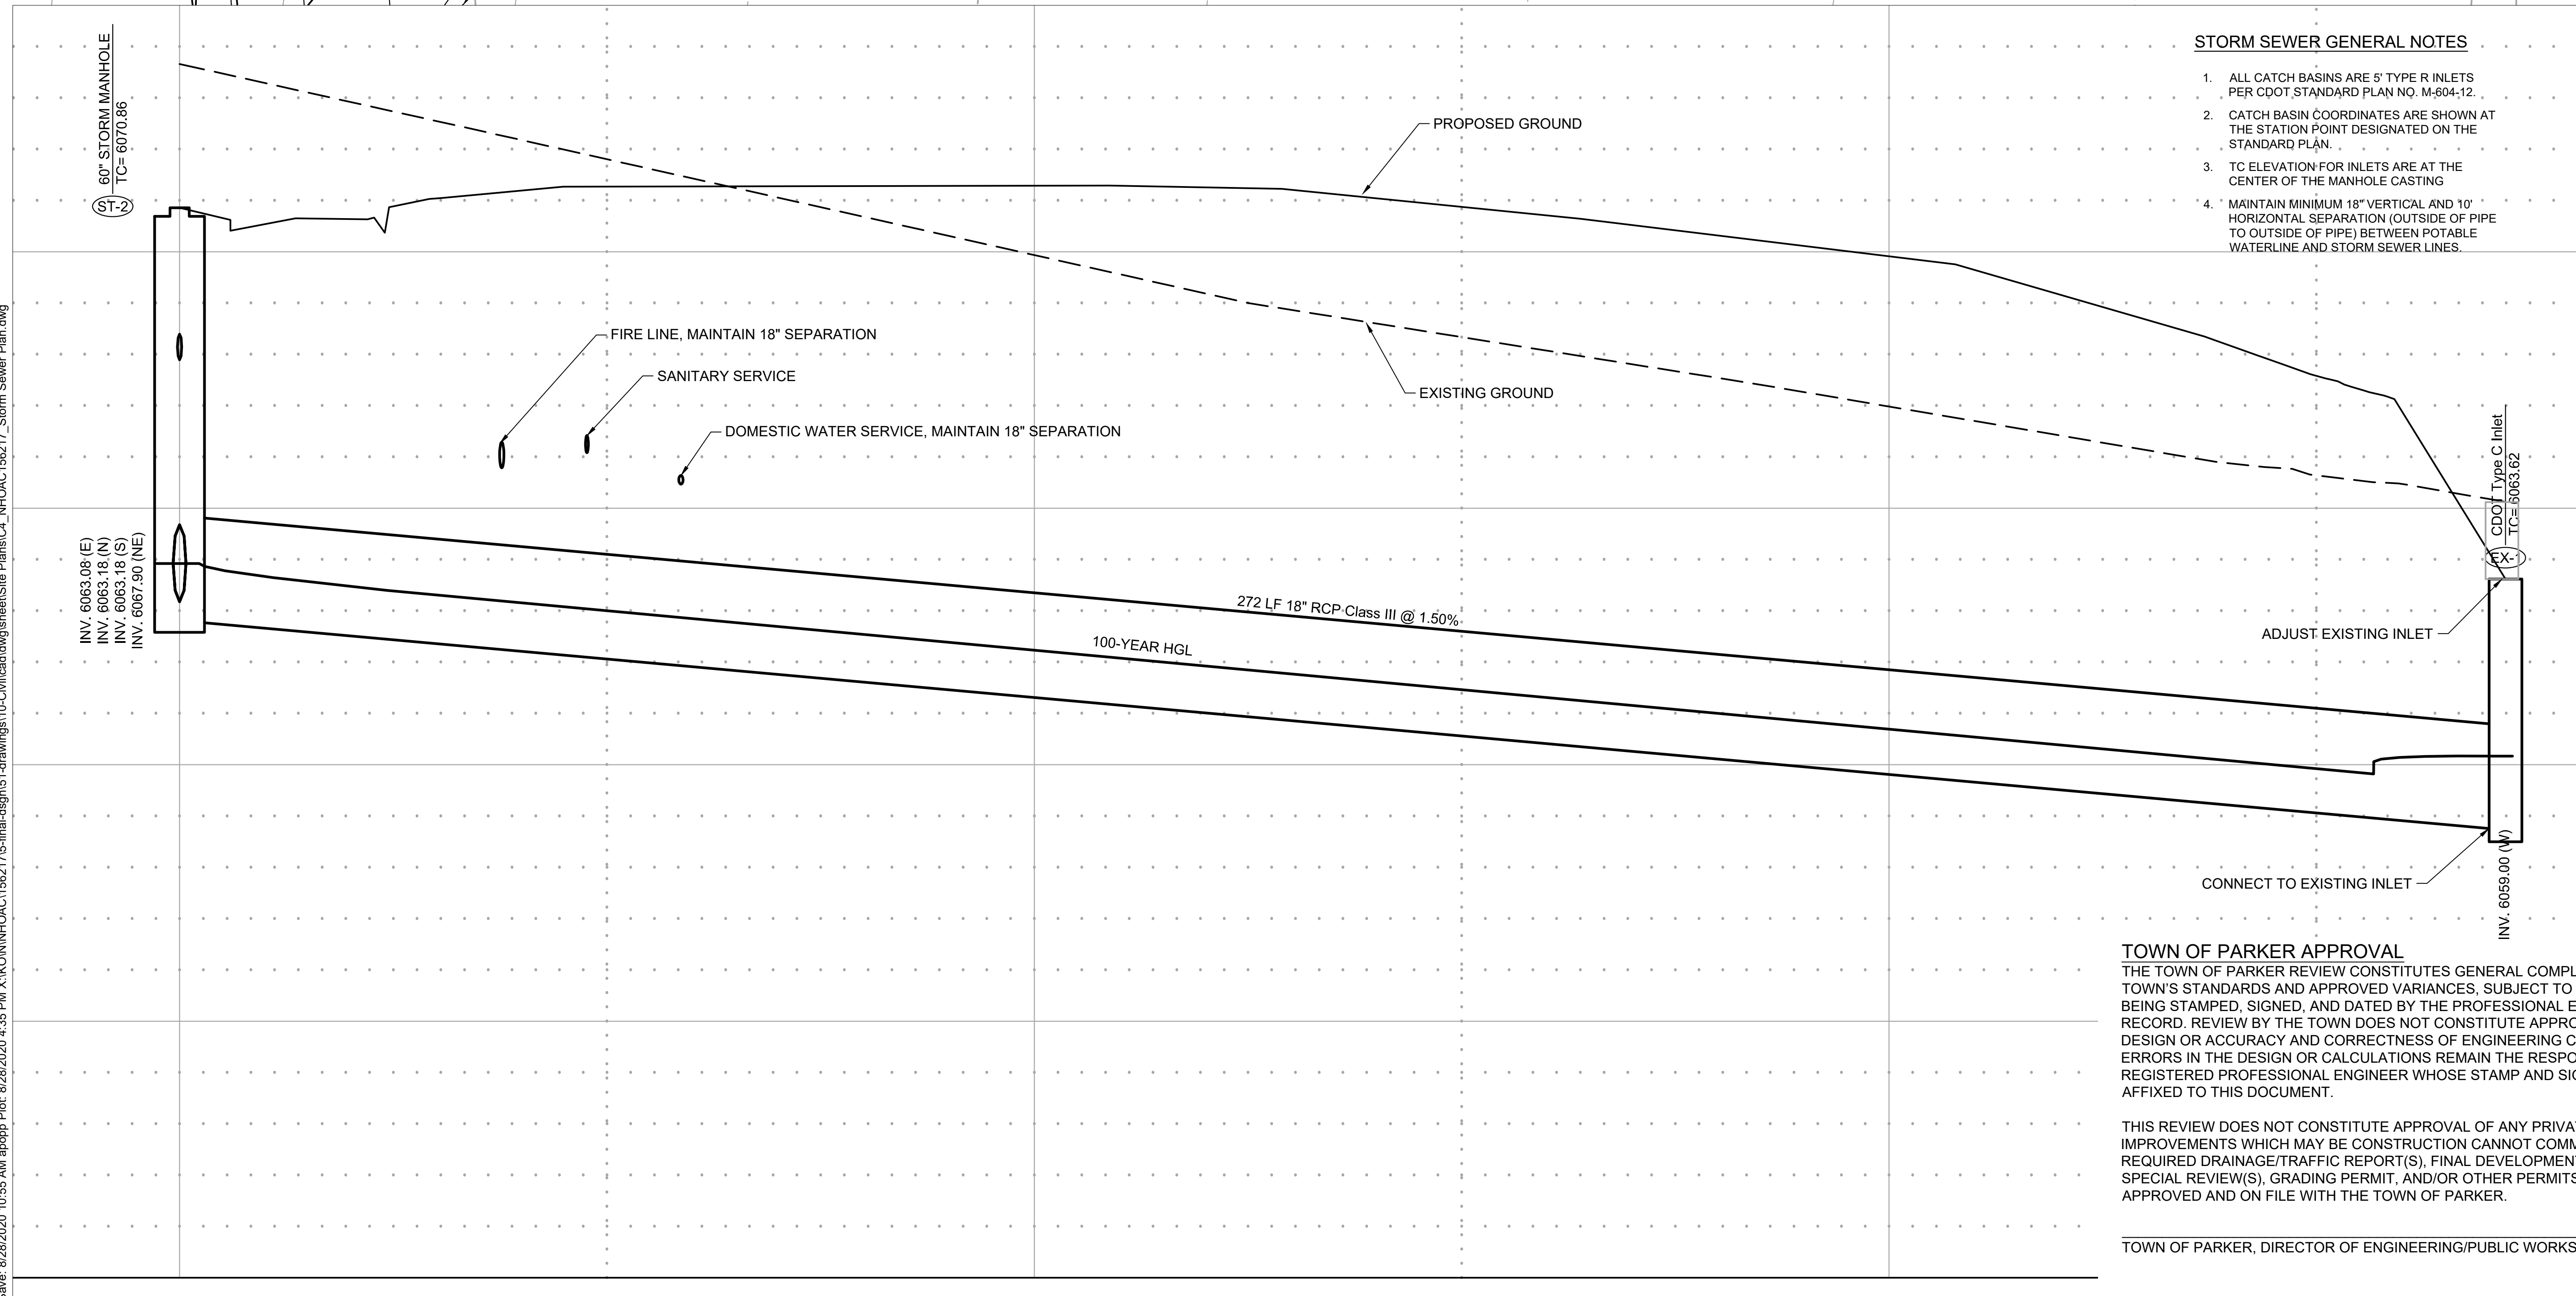 60" STORM MANHOLE
TC= 6070.86
ST-2
INV. 6063.08 (E)
INV. 6063.18 (N)
INV. 6063.18 (S)
INV. 6067.90 (NE)
PROPOSED GROUND
FIRE LINE, MAINTAIN 18" SEPARATION
SANITARY SERVICE
DOMESTIC WATER SERVICE, MAINTAIN 18" SEPARATION
EXISTING GROUND
272 LF 18" RCP Class III @ 1.50%
100-YEAR HGL
STORM SEWER GENERAL NOTES
1. ALL CATCH BASINS ARE 5' TYPE R INLETS
PER CDOT STANDARD PLAN NO. M-604-12.
2. CATCH BASIN COORDINATES ARE SHOWN AT
THE STATION POINT DESIGNATED ON THE
STANDARD PLAN.
3. TC ELEVATION FOR INLETS ARE AT THE
CENTER OF THE MANHOLE CASTING
4. MAINTAIN MINIMUM 18" VERTICAL AND 10'
HORIZONTAL SEPARATION (OUTSIDE OF PIPE
TO OUTSIDE OF PIPE) BETWEEN POTABLE
WATERLINE AND STORM SEWER LINES.
CDOT Type C Inlet
TC= 6063.62
EX-
ADJUST EXISTING INLET
CONNECT TO EXISTING INLET
INV. 6059.00 (W)
TOWN OF PARKER APPROVAL
THE TOWN OF PARKER REVIEW CONSTITUTES GENERAL COMPL
TOWN'S STANDARDS AND APPROVED VARIANCES, SUBJECT TO
BEING STAMPED, SIGNED, AND DATED BY THE PROFESSIONAL E
RECORD. REVIEW BY THE TOWN DOES NOT CONSTITUTE APPRO
DESIGN OR ACCURACY AND CORRECTNESS OF ENGINEERING C
ERRORS IN THE DESIGN OR CALCULATIONS REMAIN THE RESPO
REGISTERED PROFESSIONAL ENGINEER WHOSE STAMP AND SIG
AFFIXED TO THIS DOCUMENT.
THIS REVIEW DOES NOT CONSTITUTE APPROVAL OF ANY PRIVA
IMPROVEMENTS WHICH MAY BE CONSTRUCTION CANNOT COMM
REQUIRED DRAINAGE/TRAFFIC REPORT(S), FINAL DEVELOPMENT
SPECIAL REVIEW(S), GRADING PERMIT, AND/OR OTHER PERMITS
APPROVED AND ON FILE WITH THE TOWN OF PARKER.
TOWN OF PARKER, DIRECTOR OF ENGINEERING/PUBLIC WORKS